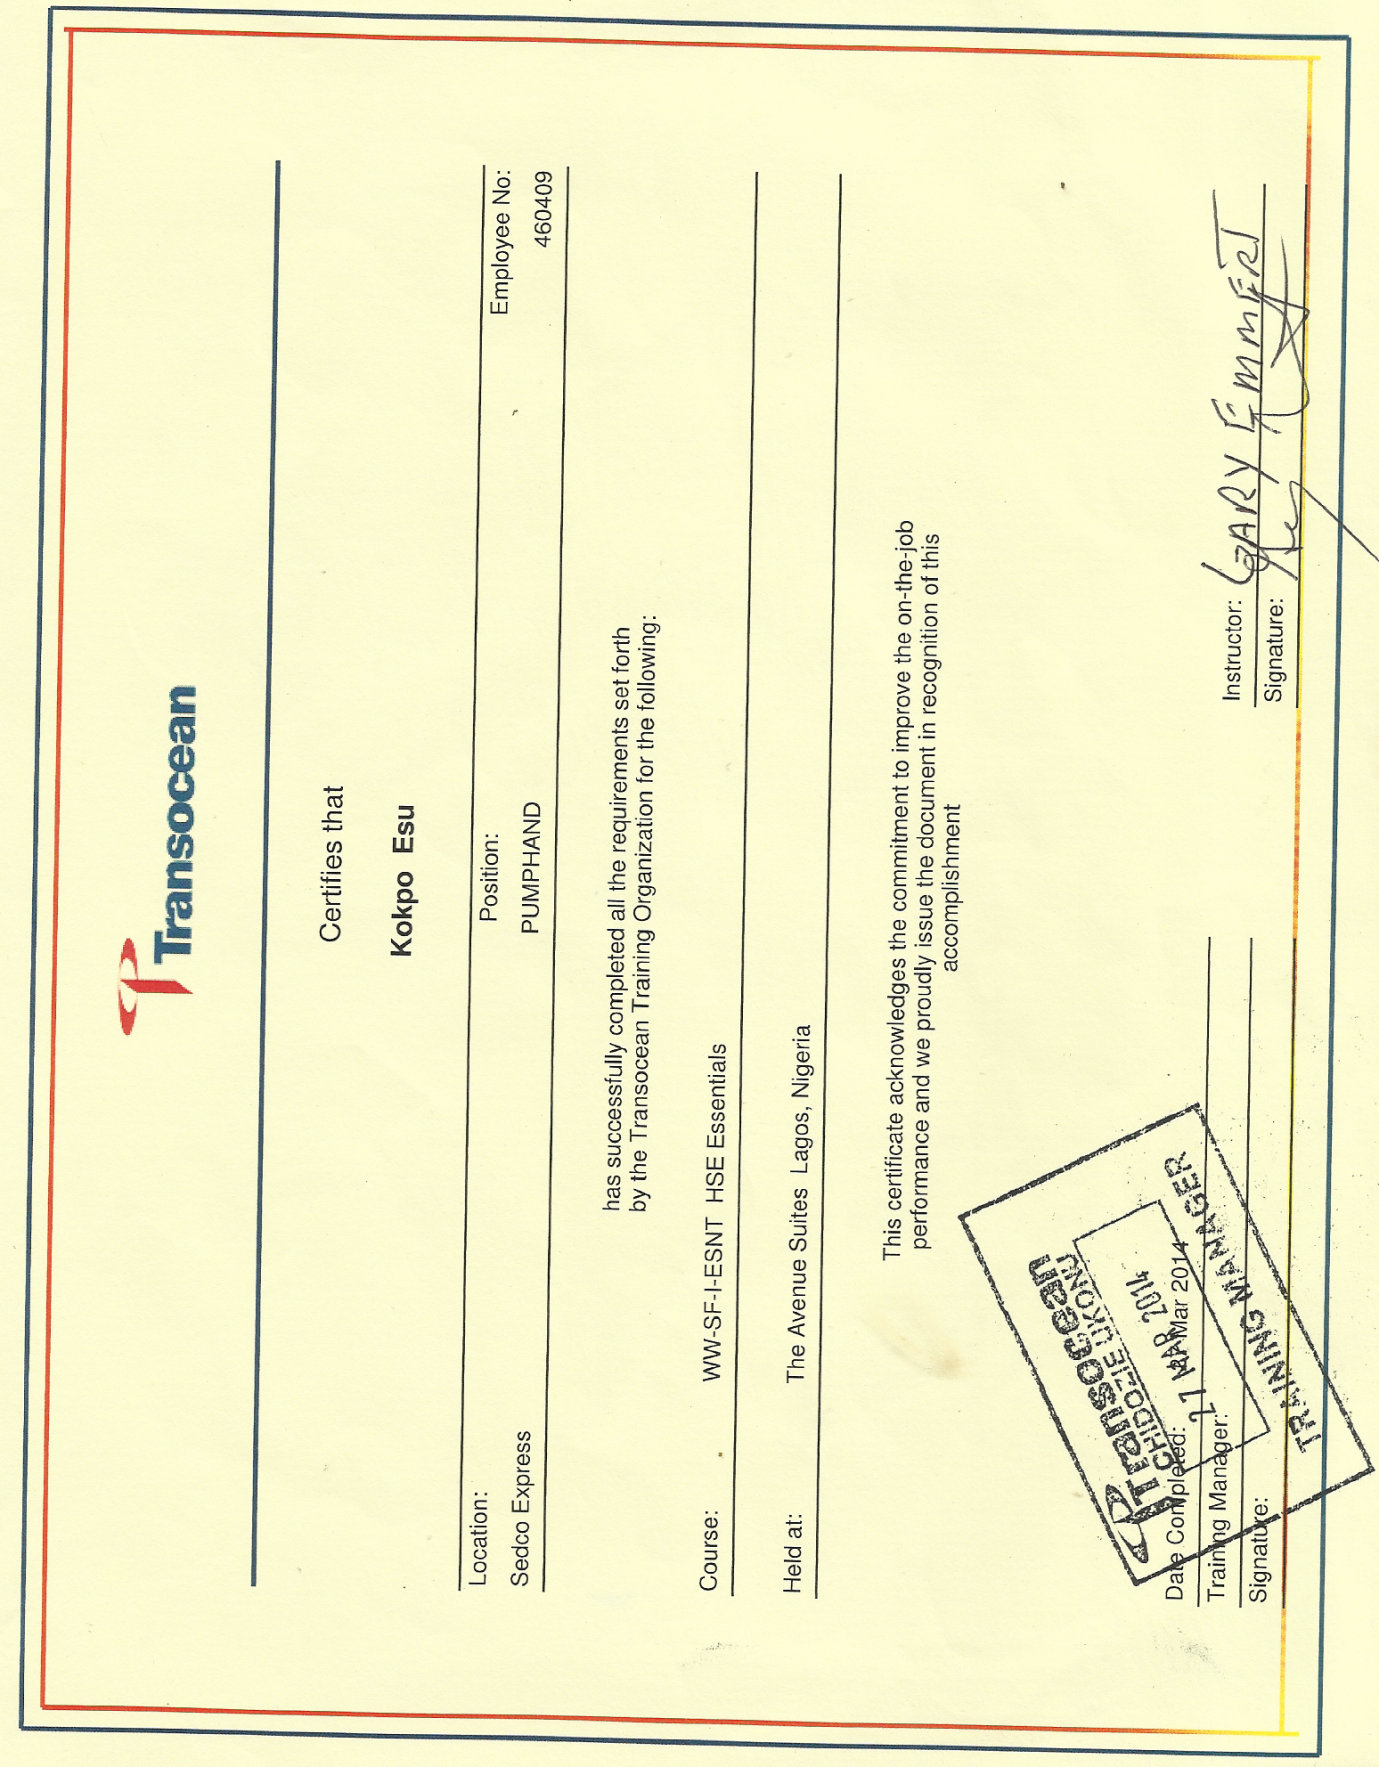 Transocean
Certifies that
Kokpo Esu
Location: Position: Employee No:
Sedco Express PUMPHAND 460409
has successfully completed all the requirements set forth
by the Transocean Training Organization for the following:
Course: WW-SF-I-ESNT HSE Essentials
Held at: The Avenue Suites Lagos, Nigeria
This certificate acknowledges the commitment to improve the on-the-job
performance and we proudly issue the document in recognition of this
accomplishment
Transocean
CHIDOZIE UKONU
27 MAR 2014
TRAINING MANAGER
Date Completed: Mar 2014
Training Manager:
Signature:
Instructor: GARY EMMERT
Signature: